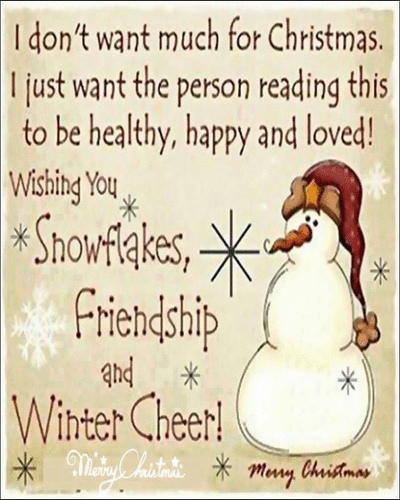 I don't want much for Christmas.
I just want the person reading this
to be healthy, happy and loved!
Wishing You
Snowflakes,
Friendship
and
Winter Cheer!
Merry Christmas
Merry Christmas